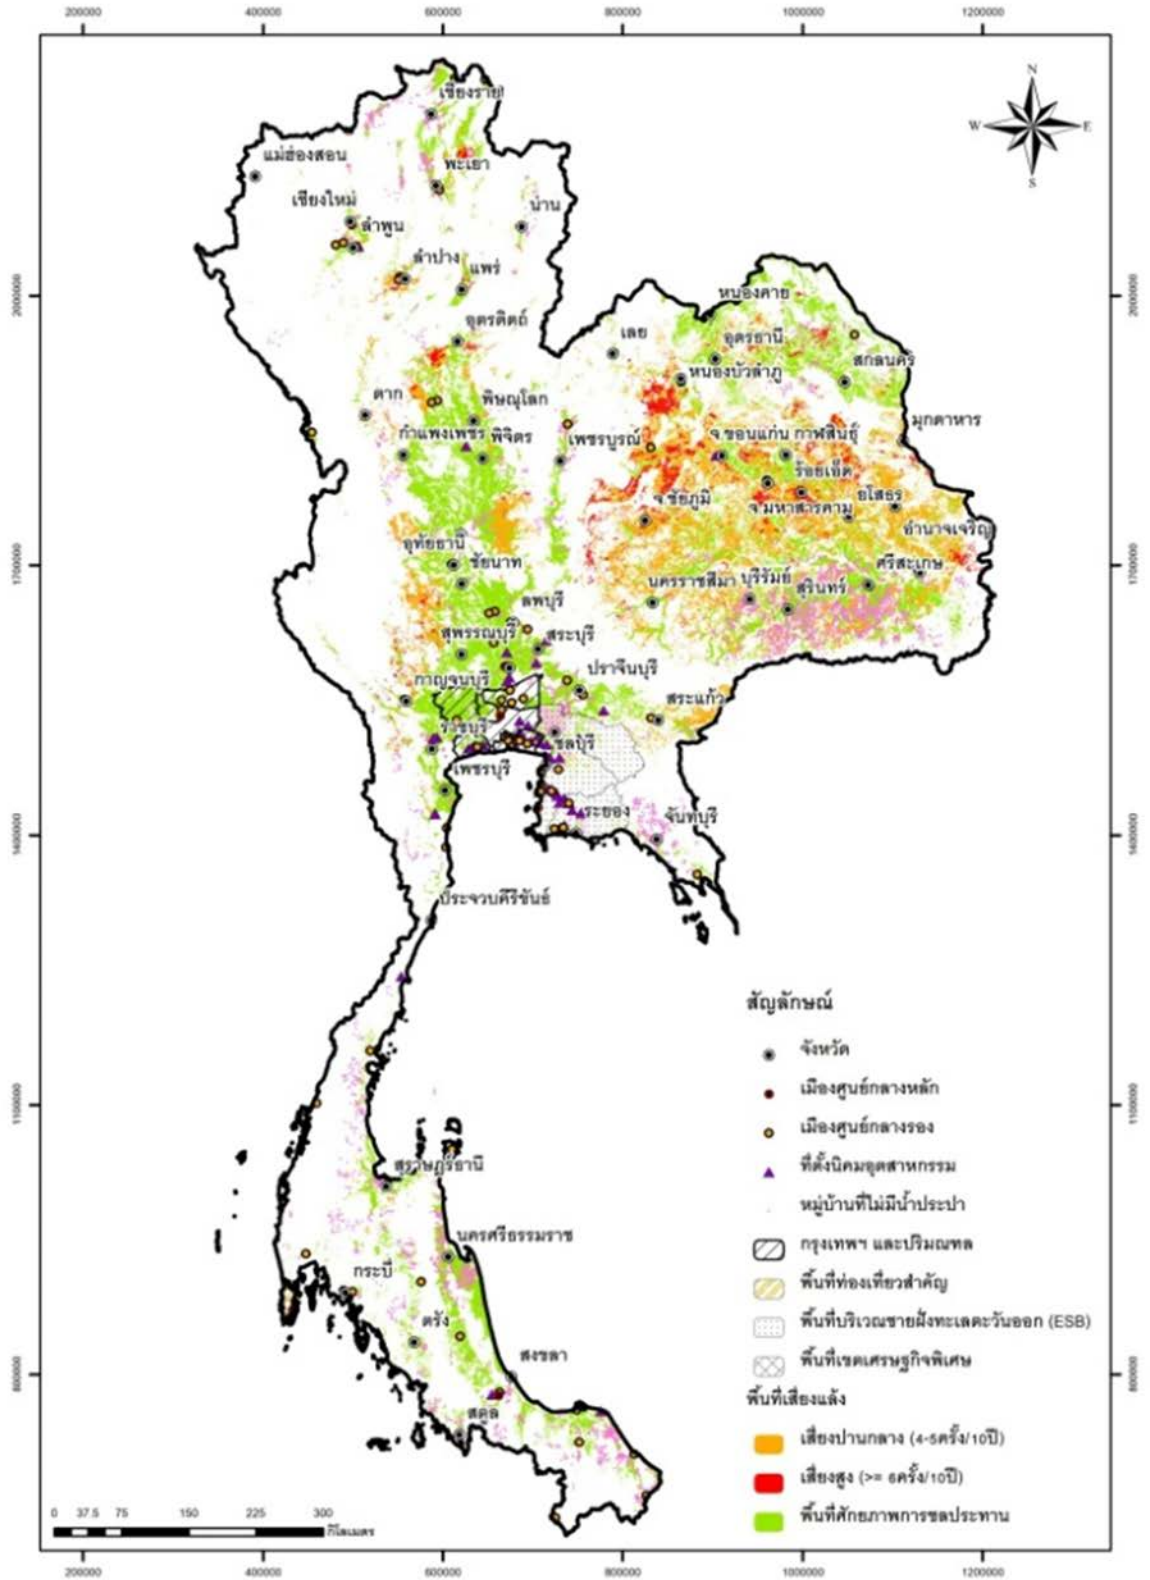 200000 400000 600000 800000 1000000 1200000
N
W E
S
เชียงราย
แม่ฮ่องสอน
พะเยา
เชียงใหม่
น่าน
ลำพูน
ลำปาง
แพร่
2000000
2000000
หนองคาย
อุตรดิตถ์
เลย
อุดรธานี
สกลนคร
หนองบัวลำภู
ตาก
พิษณุโลก
มุกดาหาร
กำแพงเพชร
พิจิตร
เพชรบูรณ์
จ.ขอนแก่น
กาฬสินธุ์
ร้อยเอ็ด
จ.ชัยภูมิ
จ.มหาสารคาม
ยโสธร
อำนาจเจริญ
อุทัยธานี
ชัยนาท
1700000
1700000
ศรีสะเกษ
นครราชสีมา
บุรีรัมย์
สุรินทร์
ลพบุรี
สุพรรณบุรี
สระบุรี
ปราจีนบุรี
กาญจนบุรี
สระแก้ว
ราชบุรี
ชลบุรี
เพชรบุรี
ระยอง
จันทบุรี
1400000
1400000
ประจวบคีรีขันธ์
สัญลักษณ์
จังหวัด
เมืองศูนย์กลางหลัก
1100000
1100000
เมืองศูนย์กลางรอง
ที่ตั้งนิคมอุตสาหกรรม
สุราษฎร์ธานี
หมู่บ้านที่ไม่มีน้ำประปา
นครศรีธรรมราช
กรุงเทพฯ และปริมณฑล
กระบี่
พื้นที่ท่องเที่ยวสำคัญ
ตรัง
พื้นที่บริเวณชายฝั่งทะเลตะวันออก (ESB)
สงขลา
พื้นที่เขตเศรษฐกิจพิเศษ
800000
800000
พื้นที่เสี่ยงแล้ง
สตูล
เสี่ยงปานกลาง (4-5ครั้ง/10ปี)
เสี่ยงสูง (>= 6ครั้ง/10ปี)
พื้นที่ศักยภาพการชลประทาน
0 37.5 75 150 225 300
กิโลเมตร
200000 400000 600000 800000 1000000 1200000